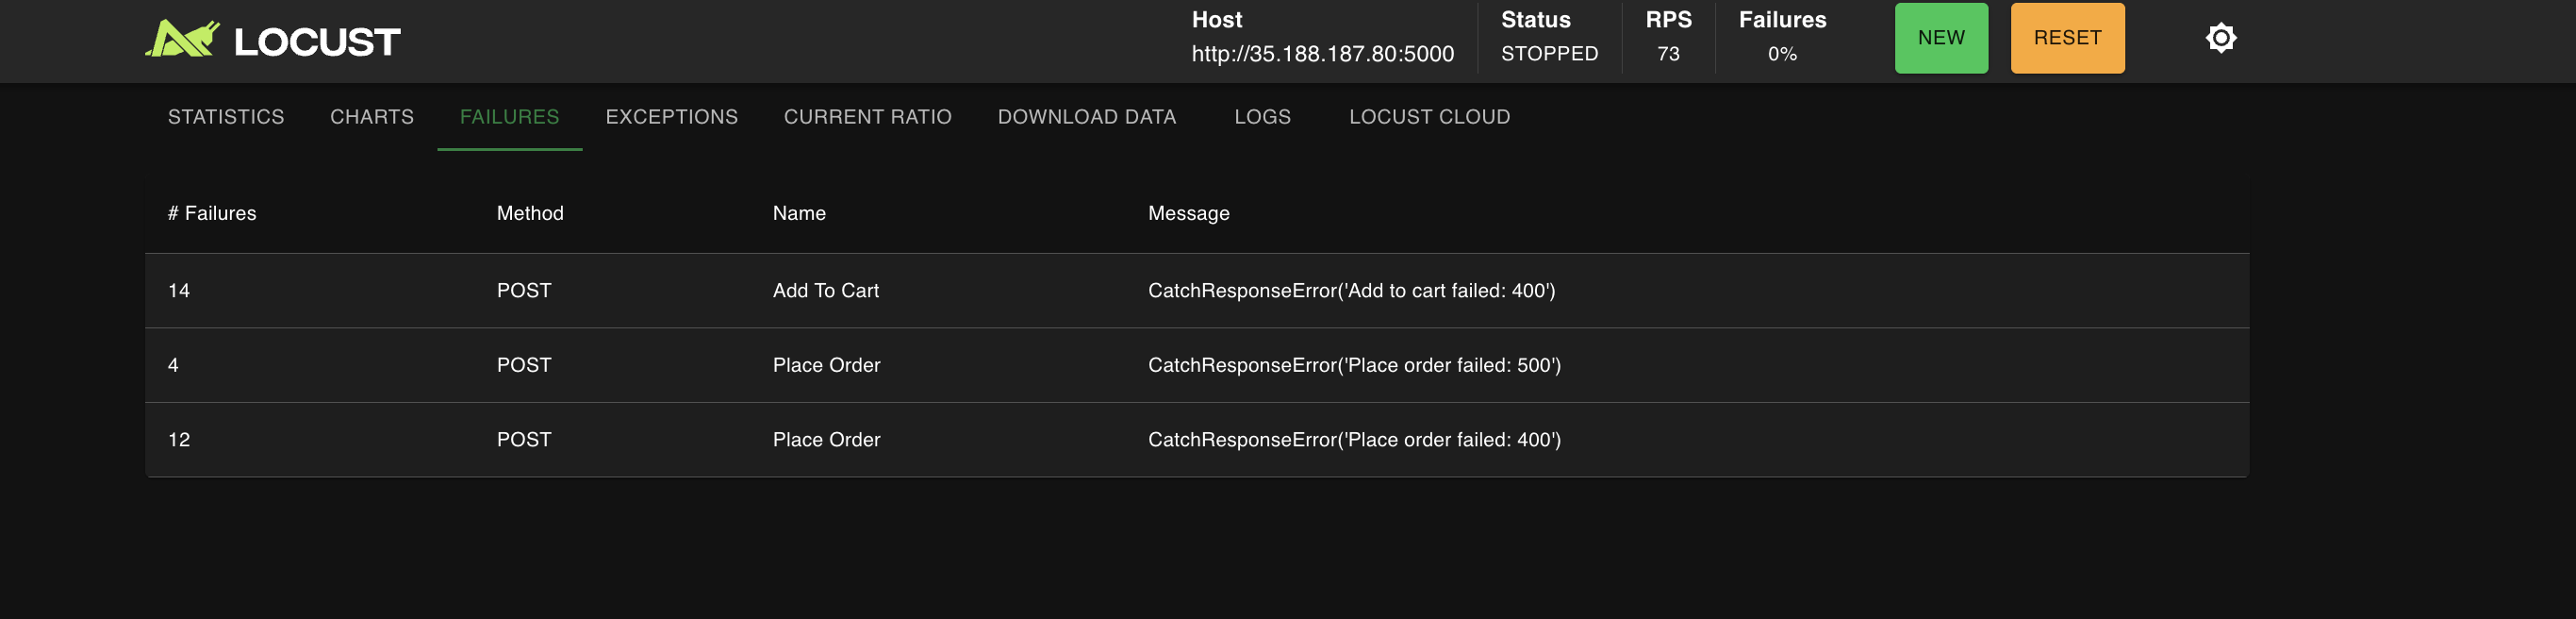 LOCUST
Host
http://35.188.187.80:5000
Status
STOPPED
RPS
73
Failures
0%
NEW
RESET
STATISTICS CHARTS FAILURES EXCEPTIONS CURRENT RATIO DOWNLOAD DATA LOGS LOCUST CLOUD
# Failures Method Name Message
14 POST Add To Cart CatchResponseError('Add to cart failed: 400')
4 POST Place Order CatchResponseError('Place order failed: 500')
12 POST Place Order CatchResponseError('Place order failed: 400')